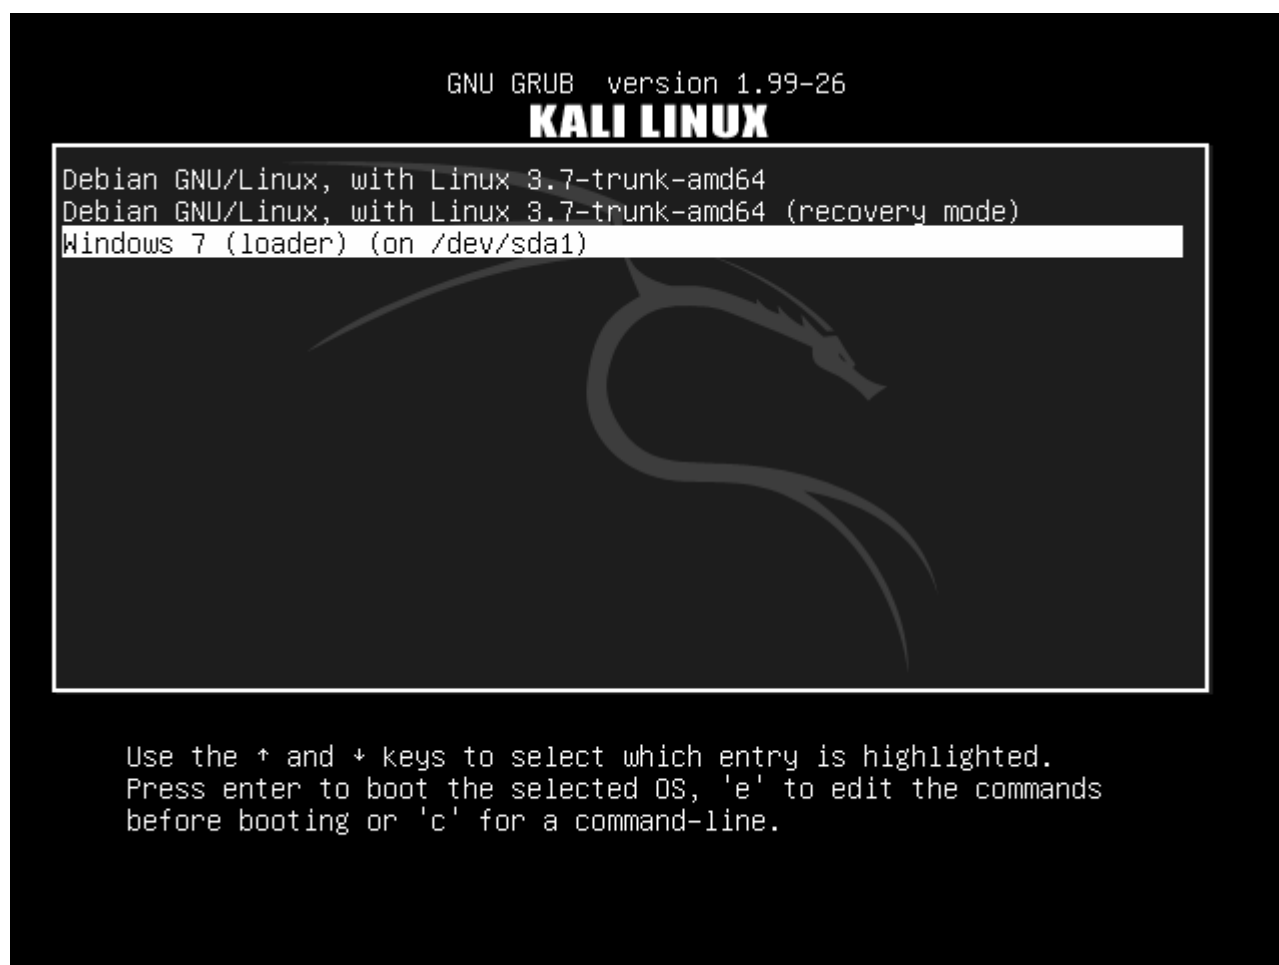 GNU GRUB  version 1.99-26
KALI LINUX
Debian GNU/Linux, with Linux 3.7-trunk-amd64
Debian GNU/Linux, with Linux 3.7-trunk-amd64 (recovery mode)
Windows 7 (loader) (on /dev/sda1)
Use the ↑ and ↓ keys to select which entry is highlighted.
Press enter to boot the selected OS, 'e' to edit the commands
before booting or 'c' for a command-line.